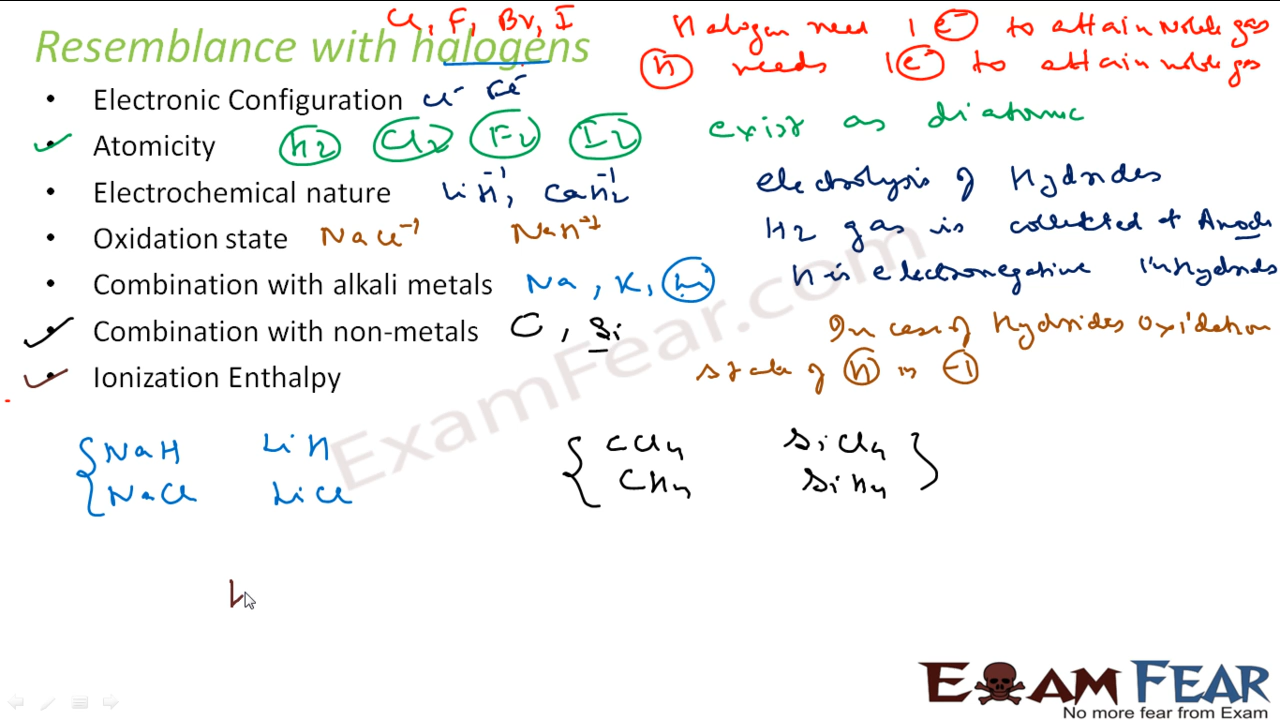 Cl, F, Br, I
Resemblance with halogens
Halogen need 1 e⁻ to attain Noble gas
H needs 1 e⁻ to attain noble gas
• Electronic Configuration Cl⁻
• Atomicity H2 Cl2 F2 I2 exist as diatomic
• Electrochemical nature LiH⁻¹, CaH2⁻¹ electrolysis of Hydrides
• Oxidation state NaCl⁻¹ NaH⁻¹ H2 gas is collected at Anode
• Combination with alkali metals Na, K, Li H is electronegative in Hydrides
• Combination with non-metals C, Si In case of Hydrides Oxidation
• Ionization Enthalpy state of H is -1
NaH LiH CCl4 SiCl4
NaCl LiCl CH4 SiH4
ExamFear.com
EXAM FEAR
No more fear from Exam